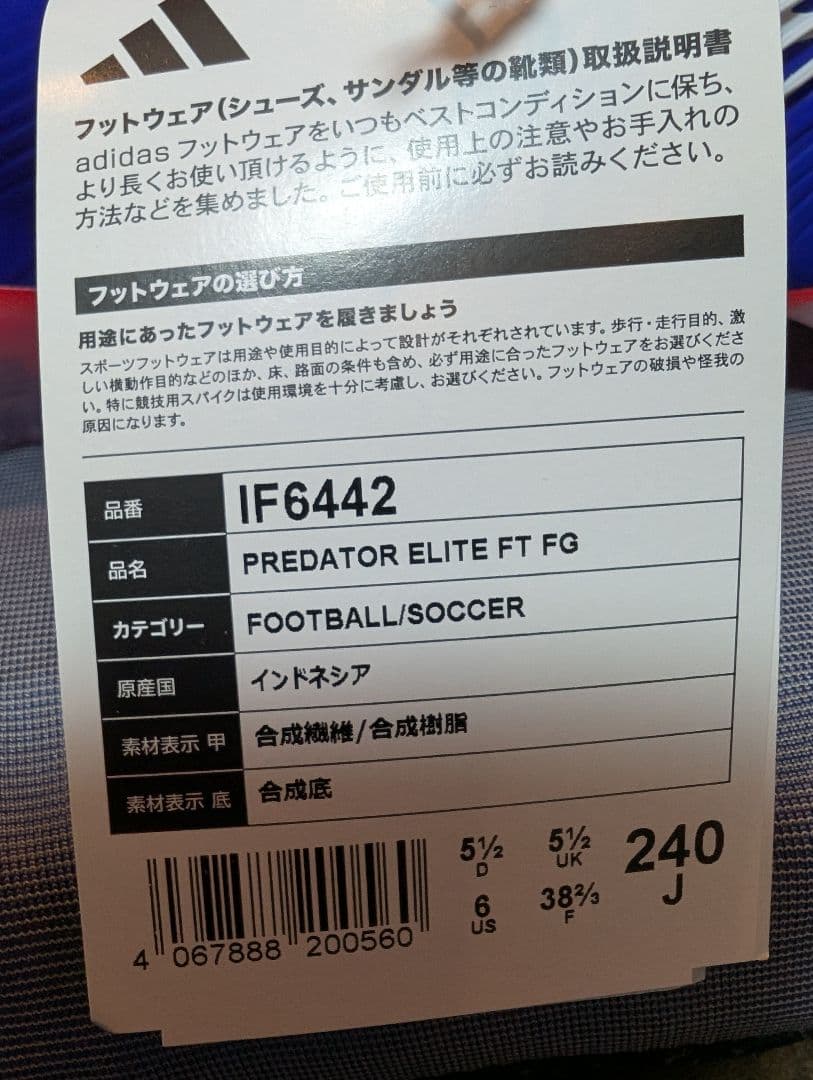 フットウェア(シューズ、サンダル等の靴類)取扱説明書
adidas フットウェアをいつもベストコンディションに保ち、
より長くお使い頂けるように、使用上の注意やお手入れの
方法などを集めました。ご使用前に必ずお読みください。
フットウェアの選び方
用途にあったフットウェアを履きましょう
スポーツフットウェアは用途や使用目的によって設計がそれぞれされています。歩行・走行目的、激
しい横動作目的などのほか、床、路面の条件も含め、必ず用途に合ったフットウェアをお選びくださ
い。特に競技用スパイクは使用環境を十分に考慮し、お選びください。フットウェアの破損や怪我の
原因になります。
品番 IF6442
品名 PREDATOR ELITE FT FG
カテゴリー FOOTBALL/SOCCER
原産国 インドネシア
素材表示 甲 合成繊維/合成樹脂
素材表示 底 合成底
5½ 5½ 240
D UK J
6 38⅔
US F
4 067888 200560